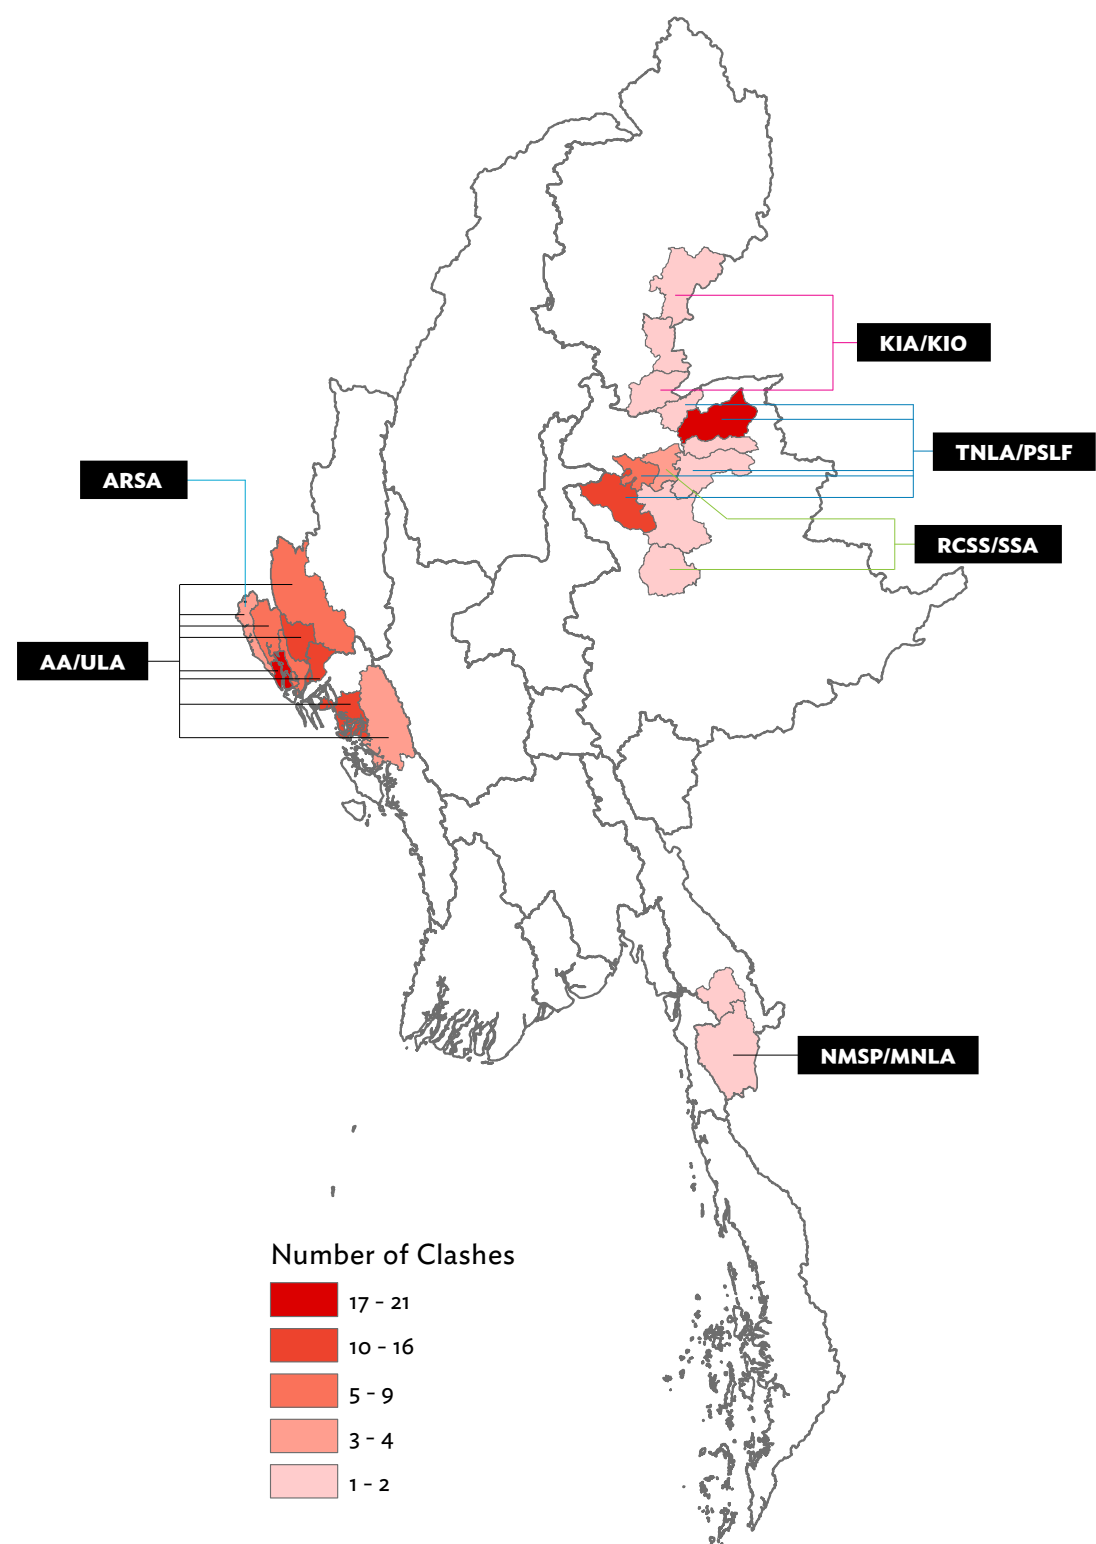 KIA/KIO
TNLA/PSLF
ARSA
RCSS/SSA
AA/ULA
NMSP/MNLA
Number of Clashes
17 - 21
10 - 16
5 - 9
3 - 4
1 - 2